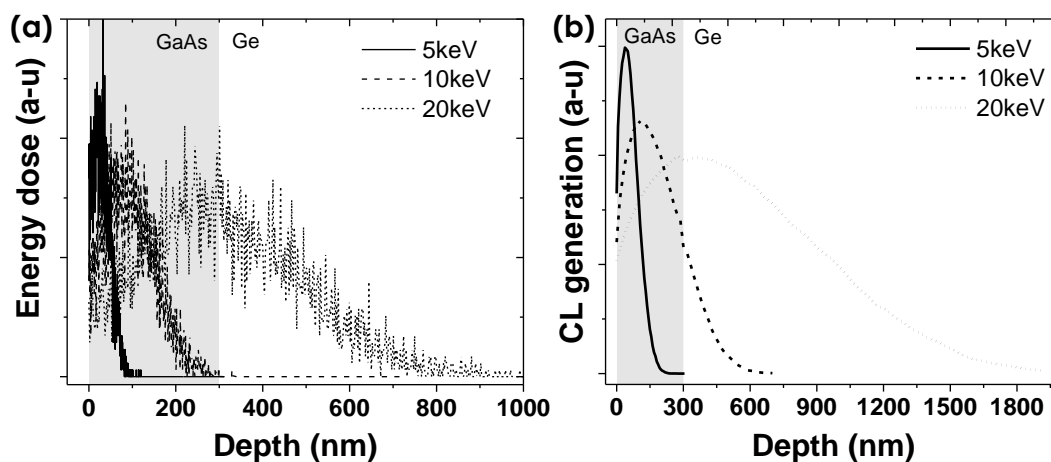 (a)
GaAs Ge
5keV
10keV
20keV
Energy dose (a-u)
0 200 400 600 800 1000
Depth (nm)
(b)
GaAs Ge
5keV
10keV
20keV
CL generation (a-u)
0 300 600 900 1200 1500 1800
Depth (nm)